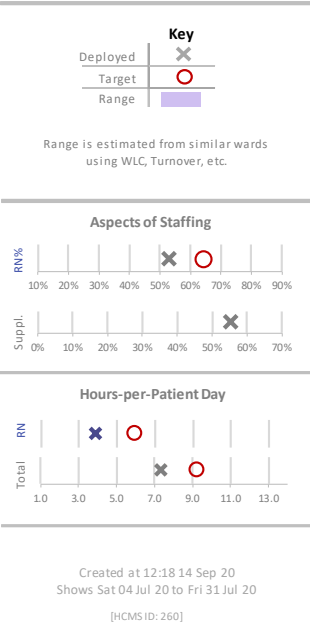 Key
Deployed
Target
Range
Range is estimated from similar wards
using WLC, Turnover, etc.
Aspects of Staffing
RN%
10% 20% 30% 40% 50% 60% 70% 80% 90%
Suppl.
0% 10% 20% 30% 40% 50% 60% 70%
Hours-per-Patient Day
RN
Total
1.0 3.0 5.0 7.0 9.0 11.0 13.0
Created at 12:18 14 Sep 20
Shows Sat 04 Jul 20 to Fri 31 Jul 20
[HCMS ID: 260]